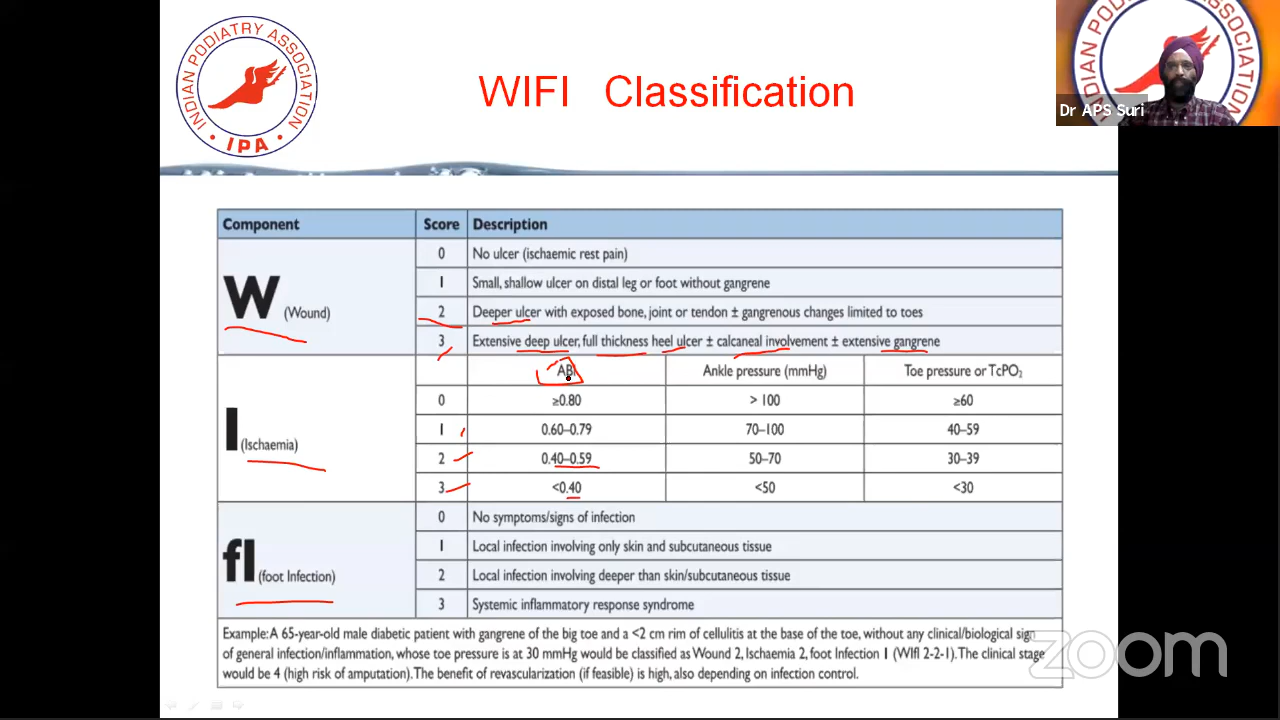 INDIAN PODIATRY ASSOCIATION
• IPA •
WIFI Classification
INDIAN PODIATRY ASSOCIATION
Dr APS Suri
Component Score Description
W (Wound)
0 No ulcer (ischaemic rest pain)
1 Small, shallow ulcer on distal leg or foot without gangrene
2 Deeper ulcer with exposed bone, joint or tendon ± gangrenous changes limited to toes
3 Extensive deep ulcer, full thickness heel ulcer ± calcaneal involvement ± extensive gangrene
I (Ischaemia)
ABI Ankle pressure (mmHg) Toe pressure or TcPO₂
0 ≥0.80 > 100 ≥60
1 0.60–0.79 70–100 40–59
2 0.40–0.59 50–70 30–39
3 <0.40 <50 <30
fI (foot Infection)
0 No symptoms/signs of infection
1 Local infection involving only skin and subcutaneous tissue
2 Local infection involving deeper than skin/subcutaneous tissue
3 Systemic inflammatory response syndrome
Example: A 65-year-old male diabetic patient with gangrene of the big toe and a <2 cm rim of cellulitis at the base of the toe, without any clinical/biological sign
of general infection/inflammation, whose toe pressure is at 30 mmHg would be classified as Wound 2, Ischaemia 2, foot Infection 1 (WIfI 2-2-1). The clinical stage
would be 4 (high risk of amputation). The benefit of revascularization (if feasible) is high, also depending on infection control.
zoom